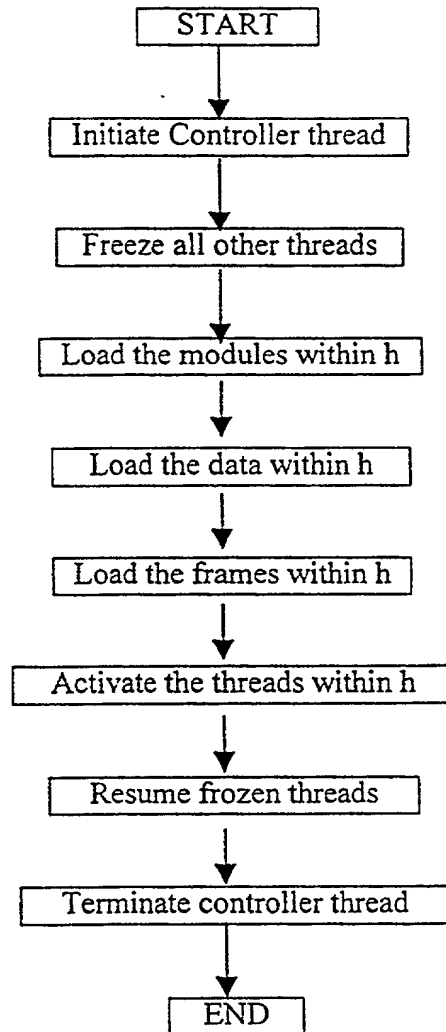 START
Initiate Controller thread
Freeze all other threads
Load the modules within h
Load the data within h
Load the frames within h
Activate the threads within h
Resume frozen threads
Terminate controller thread
END